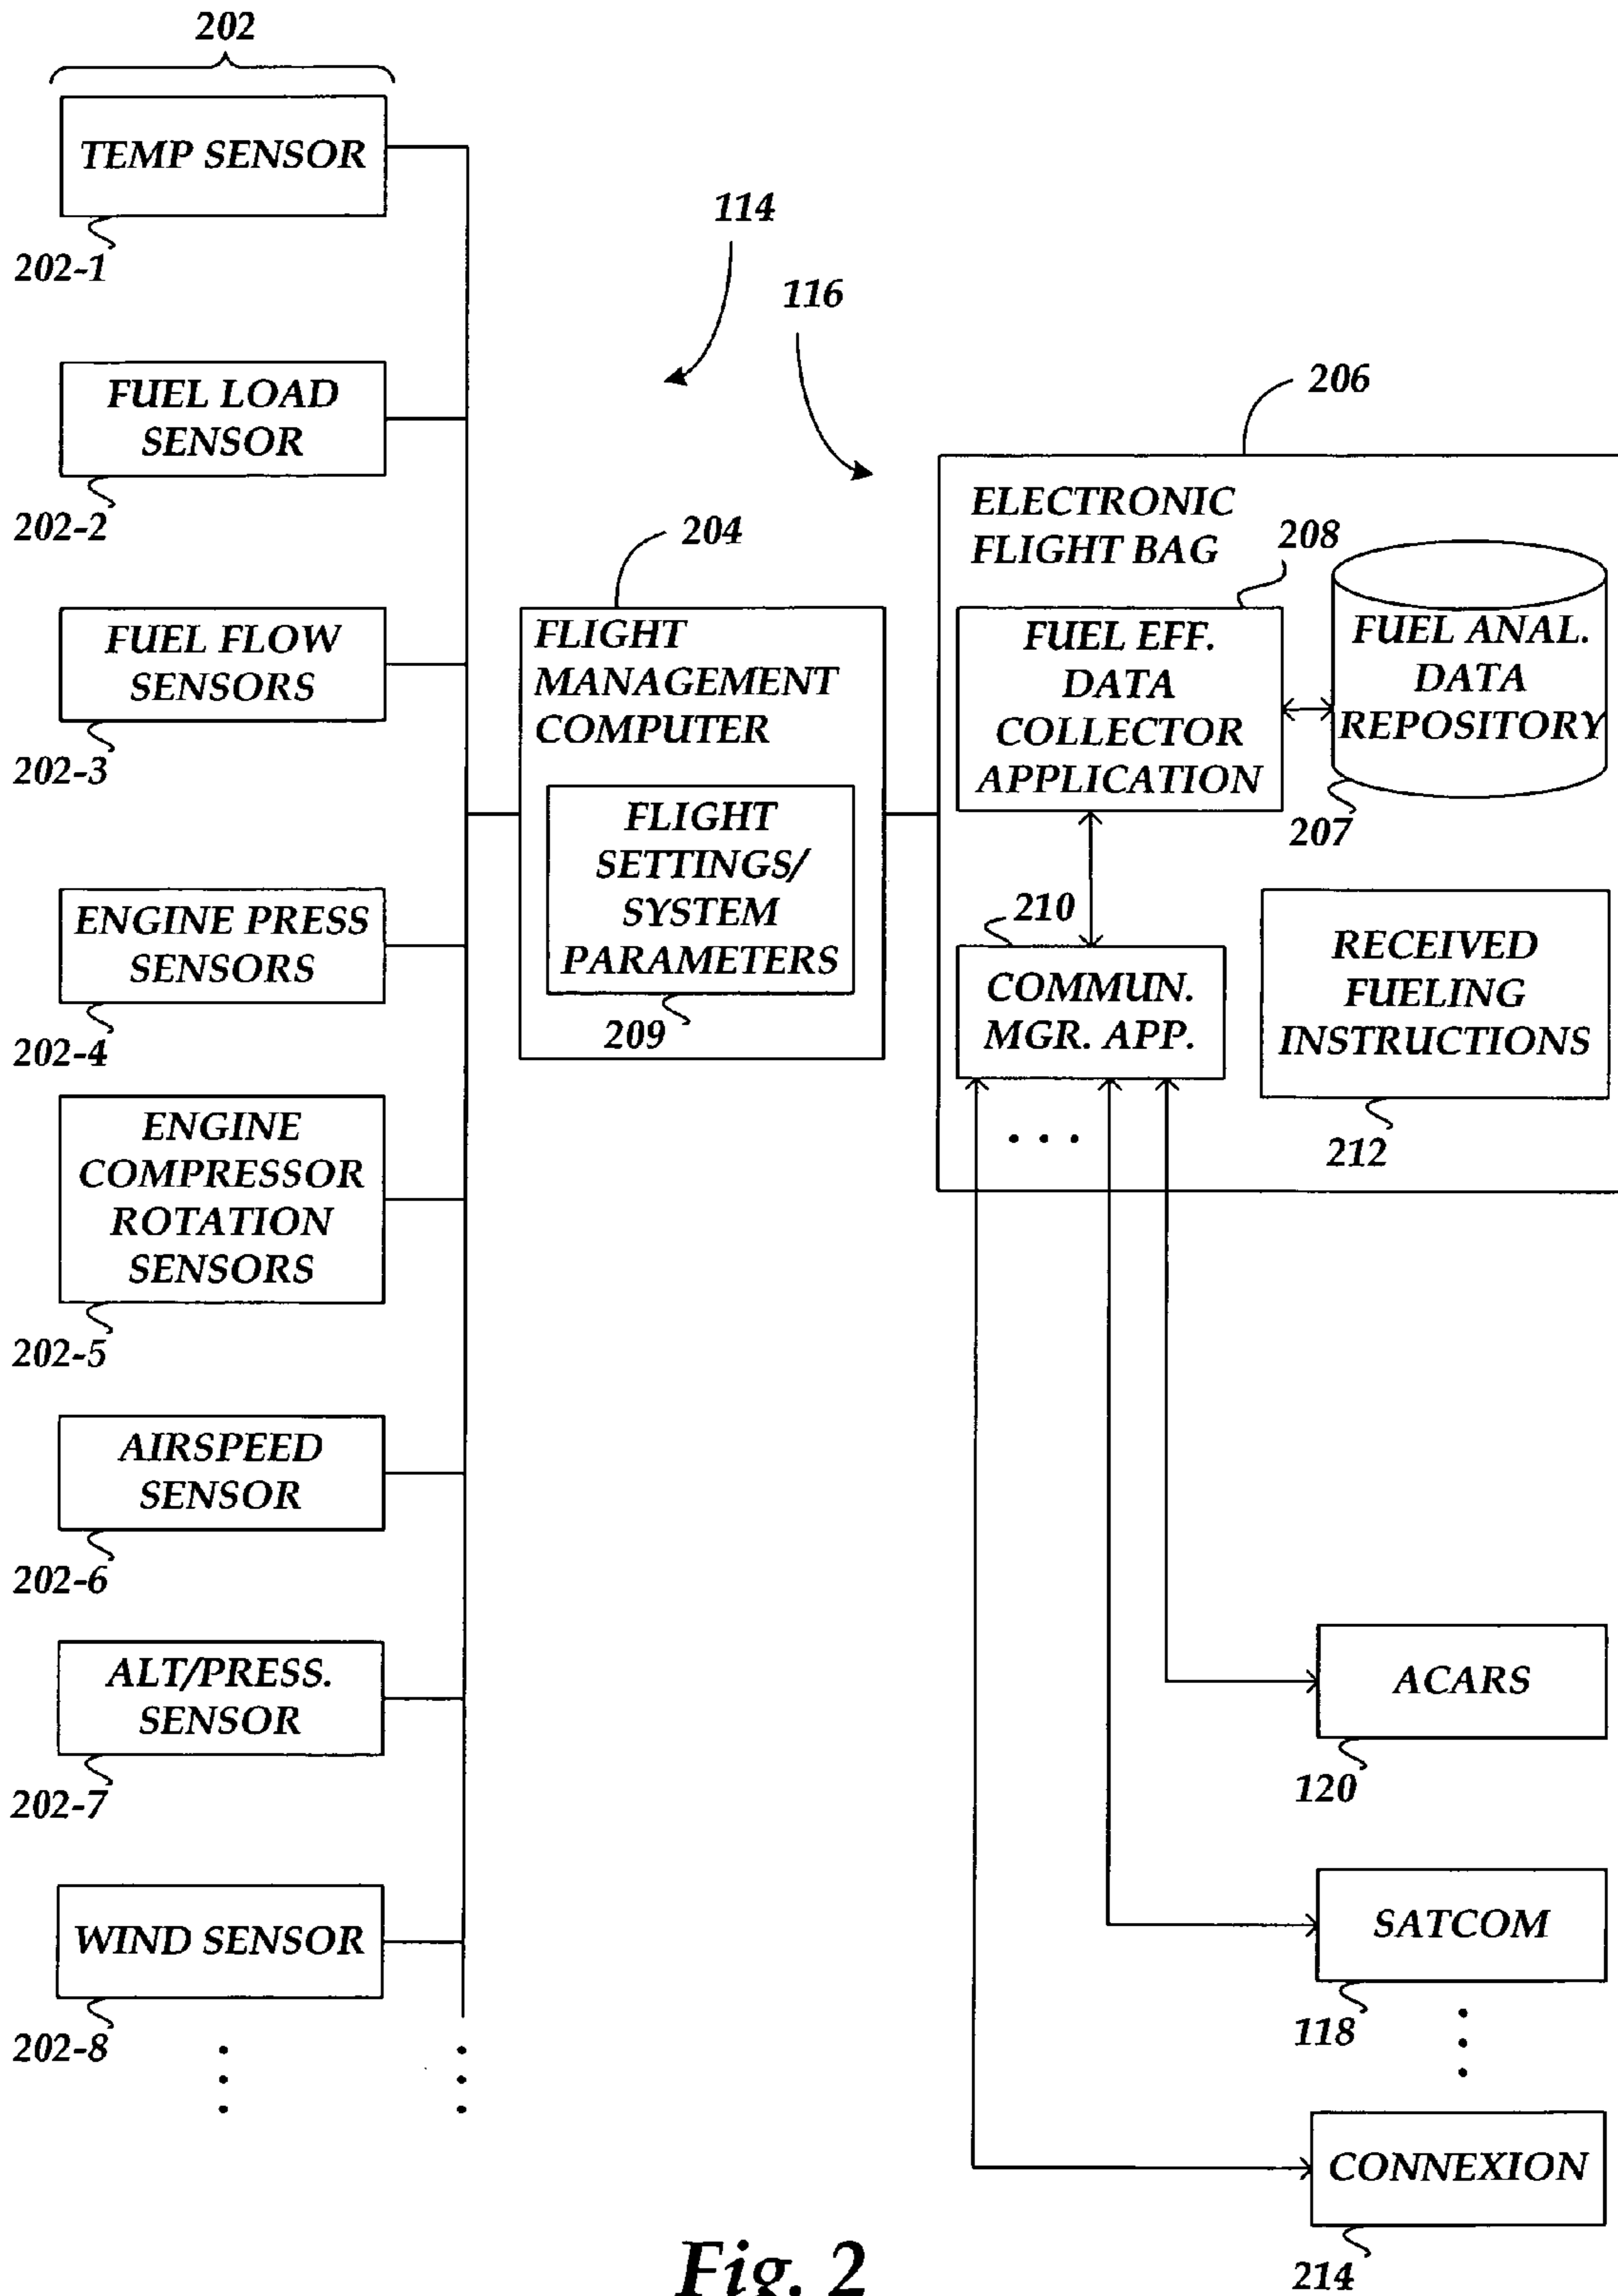 202
TEMP SENSOR
202-1
FUEL LOAD
SENSOR
202-2
FUEL FLOW
SENSORS
202-3
ENGINE PRESS
SENSORS
202-4
ENGINE
COMPRESSOR
ROTATION
SENSORS
202-5
AIRSPEED
SENSOR
202-6
ALT/PRESS.
SENSOR
202-7
WIND SENSOR
202-8
114
116
204
FLIGHT
MANAGEMENT
COMPUTER
FLIGHT
SETTINGS/
SYSTEM
PARAMETERS
209
206
ELECTRONIC
FLIGHT BAG
208
FUEL EFF.
DATA
COLLECTOR
APPLICATION
FUEL ANAL.
DATA
REPOSITORY
207
210
COMMUN.
MGR. APP.
RECEIVED
FUELING
INSTRUCTIONS
212
ACARS
120
SATCOM
118
CONNEXION
214
Fig. 2